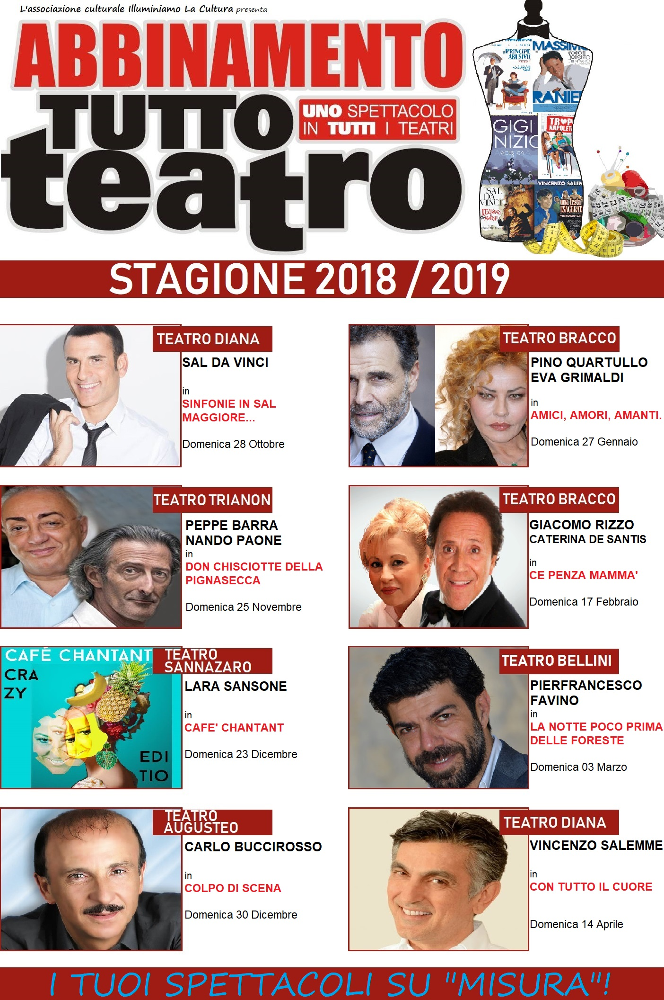 L'associazione culturale Illuminiamo La Cultura presenta
ABBINAMENTO
TUTTO
teatro
UNO SPETTACOLO
IN TUTTI I TEATRI
IL PRINCIPE
ABUSIVO
MASSIMO
RANIE
GIGI
NIZIO
ACUSTICA
TROP
NAPOLET
SAL
DA
VINCI
ITALIANO
NAPOLI
VINCENZO SALEM
una festa
ESAGERAT
STAGIONE 2018 / 2019
TEATRO DIANA
SAL DA VINCI
in
SINFONIE IN SAL
MAGGIORE...
Domenica 28 Ottobre
TEATRO BRACCO
PINO QUARTULLO
EVA GRIMALDI
in
AMICI, AMORI, AMANTI.
Domenica 27 Gennaio
TEATRO TRIANON
PEPPE BARRA
NANDO PAONE
in
DON CHISCIOTTE DELLA
PIGNASECCA
Domenica 25 Novembre
TEATRO BRACCO
GIACOMO RIZZO
CATERINA DE SANTIS
in
CE PENZA MAMMA'
Domenica 17 Febbraio
CAFÉ CHANTANT
CRA
ZY
EDI
TIO
TEATRO
SANNAZARO
LARA SANSONE
in
CAFE' CHANTANT
Domenica 23 Dicembre
TEATRO BELLINI
PIERFRANCESCO
FAVINO
in
LA NOTTE POCO PRIMA
DELLE FORESTE
Domenica 03 Marzo
TEATRO
AUGUSTEO
CARLO BUCCIROSSO
in
COLPO DI SCENA
Domenica 30 Dicembre
TEATRO DIANA
VINCENZO SALEMME
in
CON TUTTO IL CUORE
Domenica 14 Aprile
I TUOI SPETTACOLI SU "MISURA"!